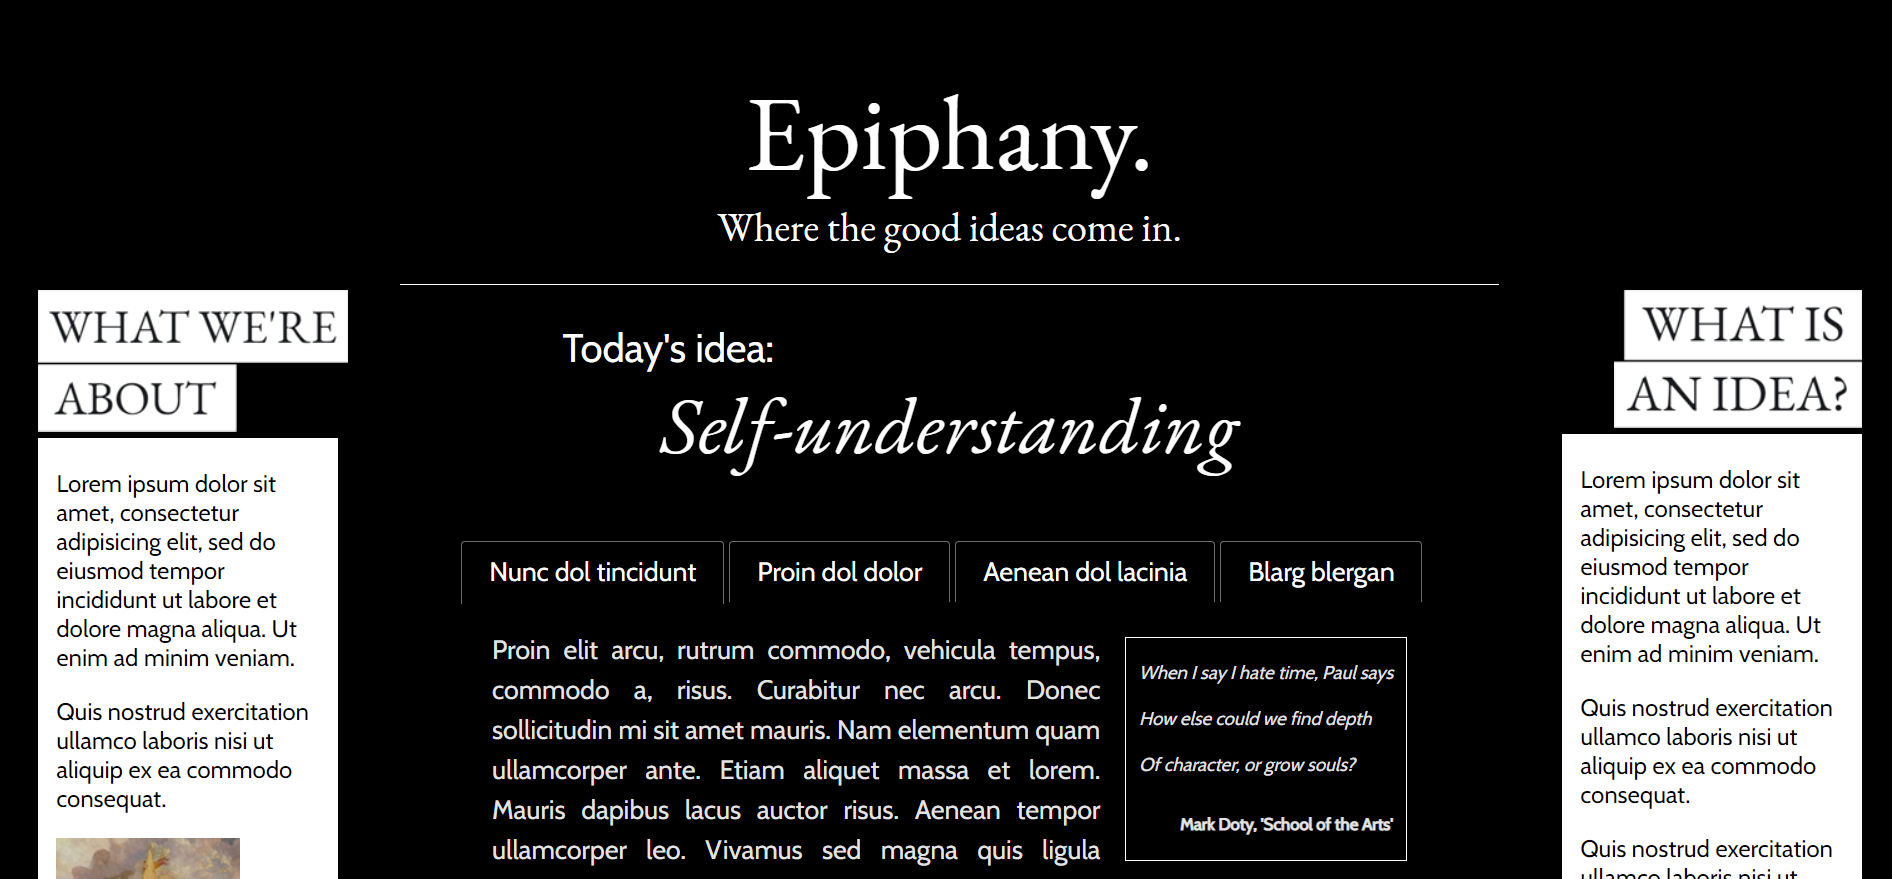 Epiphany.
Where the good ideas come in.
WHAT WE'RE
ABOUT
Lorem ipsum dolor sit
amet, consectetur
adipisicing elit, sed do
eiusmod tempor
incididunt ut labore et
dolore magna aliqua. Ut
enim ad minim veniam.
Quis nostrud exercitation
ullamco laboris nisi ut
aliquip ex ea commodo
consequat.
Today's idea:
Self-understanding
Nunc dol tincidunt
Proin dol dolor
Aenean dol lacinia
Blarg blergan
Proin elit arcu, rutrum commodo, vehicula tempus,
commodo a, risus. Curabitur nec arcu. Donec
sollicitudin mi sit amet mauris. Nam elementum quam
ullamcorper ante. Etiam aliquet massa et lorem.
Mauris dapibus lacus auctor risus. Aenean tempor
ullamcorper leo. Vivamus sed magna quis ligula
When I say I hate time, Paul says
How else could we find depth
Of character, or grow souls?
Mark Doty, 'School of the Arts'
WHAT IS
AN IDEA?
Lorem ipsum dolor sit
amet, consectetur
adipisicing elit, sed do
eiusmod tempor
incididunt ut labore et
dolore magna aliqua. Ut
enim ad minim veniam.
Quis nostrud exercitation
ullamco laboris nisi ut
aliquip ex ea commodo
consequat.
Quis nostrud exercitation
ullamco laboris nisi ut